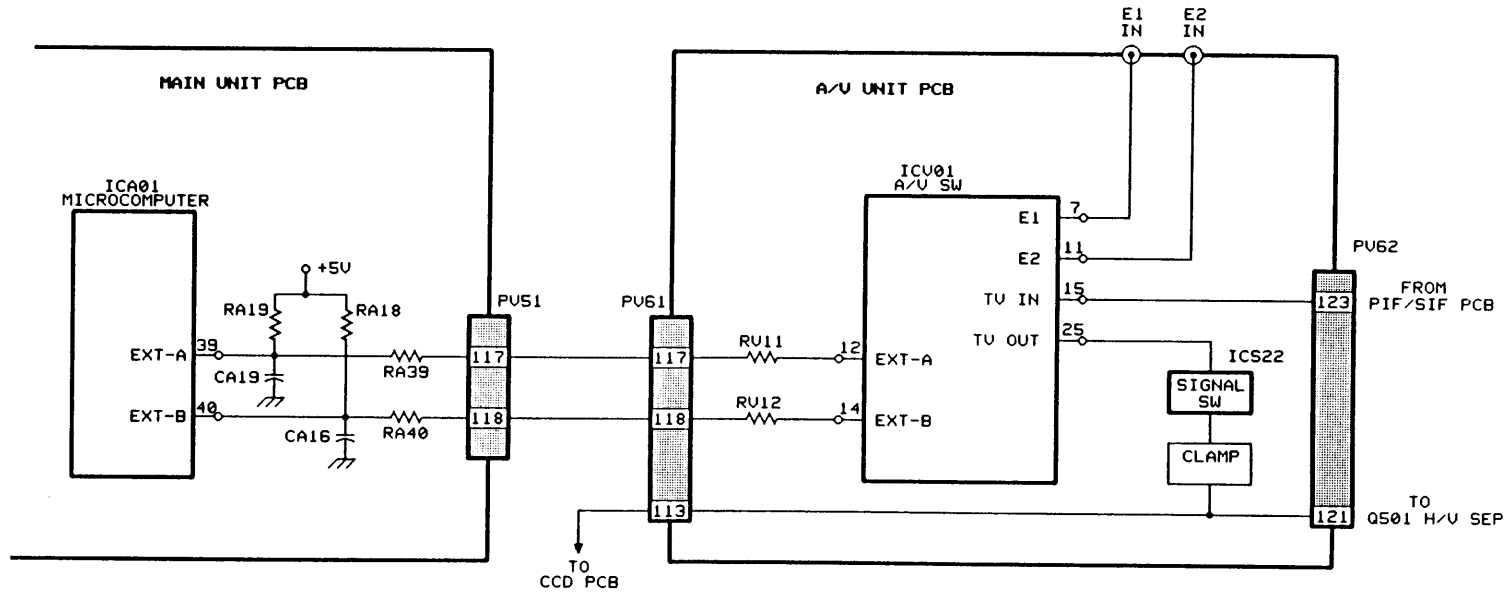 E1
IN
E2
IN
MAIN UNIT PCB
A/V UNIT PCB
ICA01
MICROCOMPUTER
+5V
RA19
RA18
EXT-A
39
CA19
RA39
EXT-B
40
CA16
RA40
PV51
117
118
PV61
117
118
113
TO
CCD PCB
RV11
RV12
ICV01
A/V SW
12
EXT-A
14
EXT-B
E1
7
E2
11
TV IN
15
TV OUT
25
ICS22
SIGNAL
SW
CLAMP
PV62
123
FROM
PIF/SIF PCB
121
TO
Q501 H/V SEP